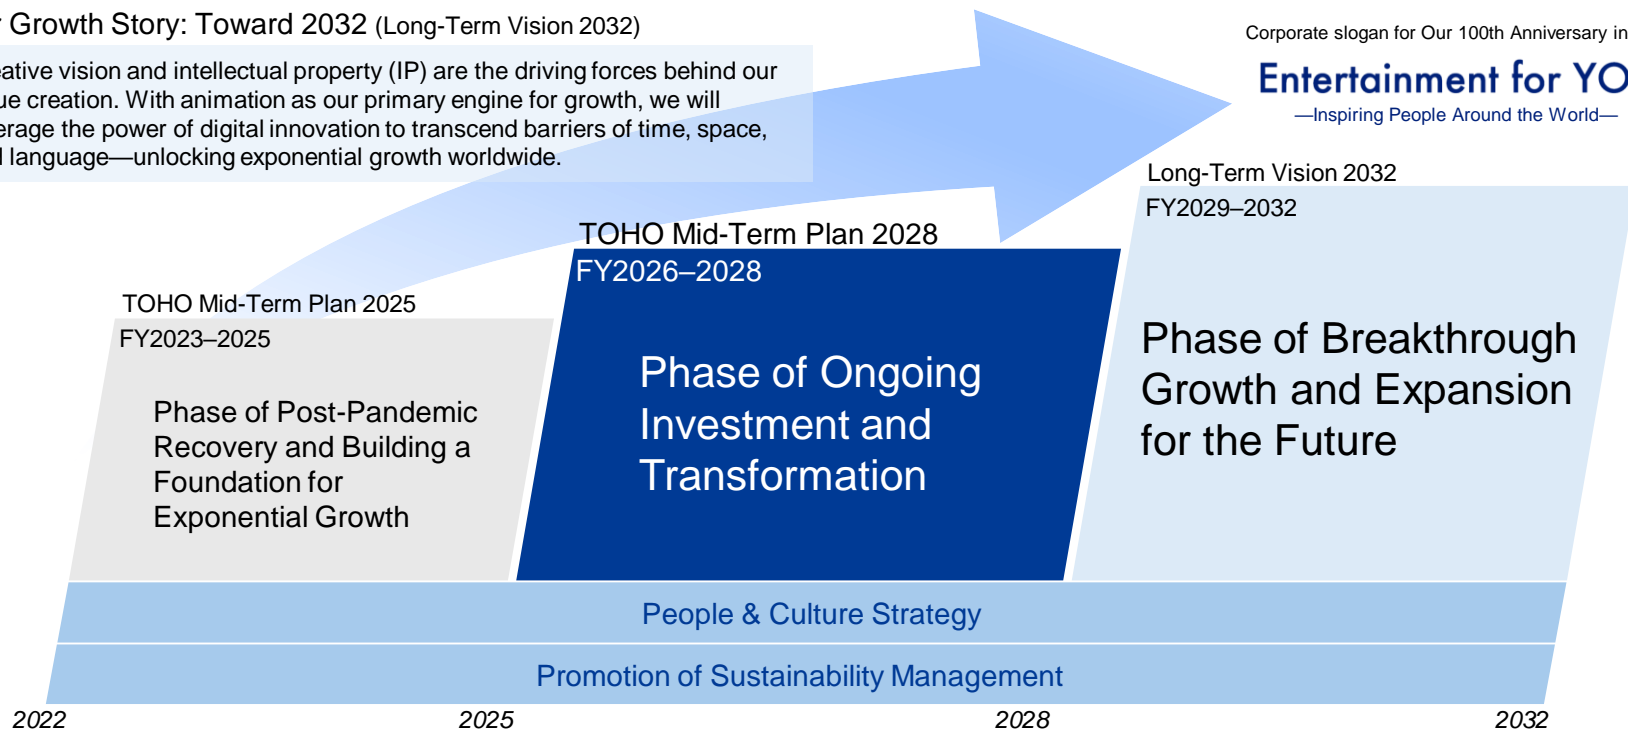 Growth Story: Toward 2032 (Long-Term Vision 2032)
Corporate slogan for Our 100th Anniversary in
ative vision and intellectual property (IP) are the driving forces behind our
ue creation. With animation as our primary engine for growth, we will
erage the power of digital innovation to transcend barriers of time, space,
language—unlocking exponential growth worldwide.
Entertainment for YO
—Inspiring People Around the World—
Long-Term Vision 2032
FY2029–2032
TOHO Mid-Term Plan 2028
FY2026–2028
TOHO Mid-Term Plan 2025
FY2023–2025
Phase of Post-Pandemic
Recovery and Building a
Foundation for
Exponential Growth
Phase of Ongoing
Investment and
Transformation
Phase of Breakthrough
Growth and Expansion
for the Future
People & Culture Strategy
Promotion of Sustainability Management
2022 2025 2028 2032